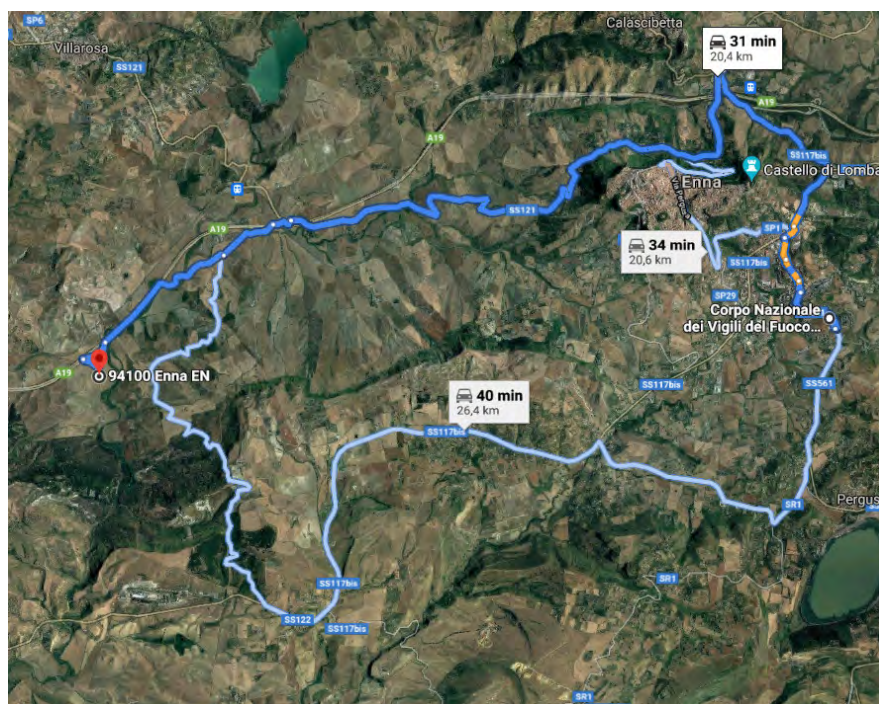 SP6
Villarosa
SS121
Calascibetta
31 min
20,4 km
A19
A19
SS117bis
Castello di Lomba
Enna
SS121
SP1
34 min
20,6 km
SS117bis
SP29
A19
Corpo Nazionale
dei Vigili del Fuoco...
A19
94100 Enna EN
SS117bis
SS561
40 min
26,4 km
SS117bis
SR1
Pergus
SS117bis
SR1
SS122
SS117bis
SR1